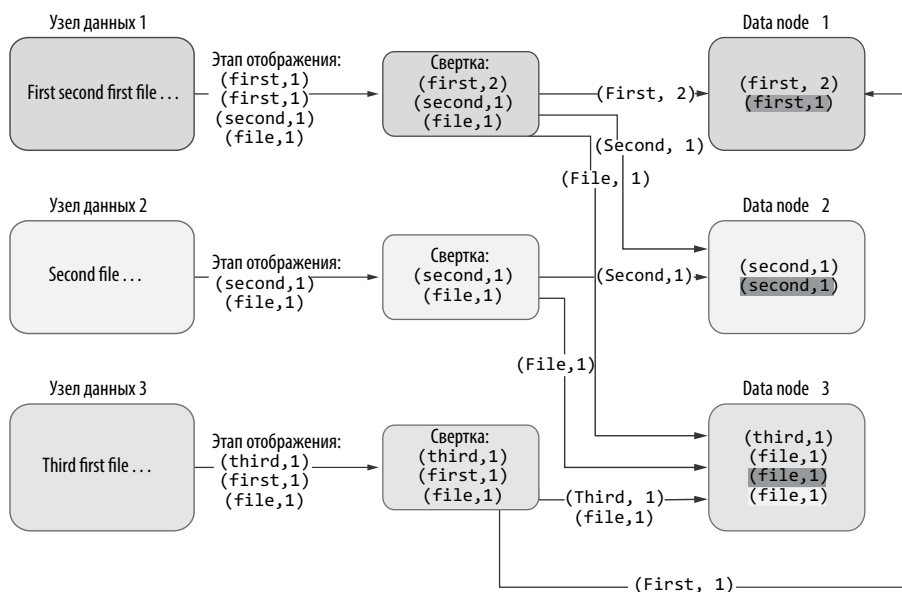 Узел данных 1
First second first file . . .
Этап отображения:
(first,1)
(first,1)
(second,1)
(file,1)
Свертка:
(first,2)
(second,1)
(file,1)
(First, 2)
(Second, 1)
(File, 1)
Data node 1
(first, 2)
(first,1)
Узел данных 2
Second file . . .
Этап отображения:
(second,1)
(file,1)
Свертка:
(second,1)
(file,1)
(Second,1)
(File,1)
Data node 2
(second,1)
(second,1)
Узел данных 3
Third first file . . .
Этап отображения:
(third,1)
(first,1)
(file,1)
Свертка:
(third,1)
(first,1)
(file,1)
(Third, 1)
(file,1)
(First, 1)
Data node 3
(third,1)
(file,1)
(file,1)
(file,1)